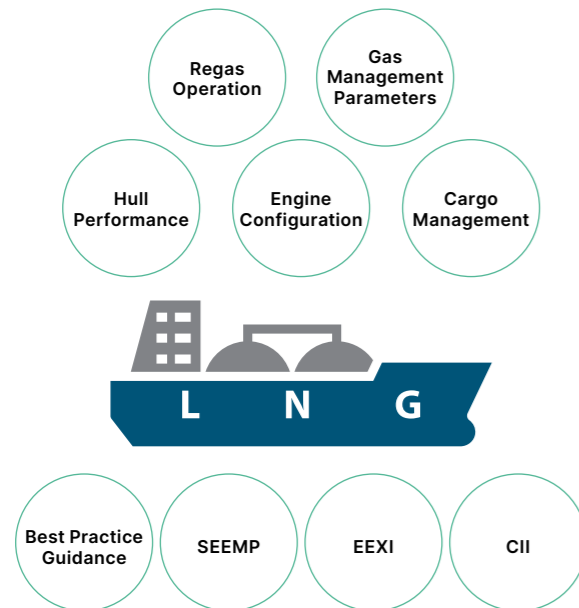 Regas
Operation
Gas
Management
Parameters
Hull
Performance
Engine
Configuration
Cargo
Management
L N G
Best Practice
Guidance
SEEMP
EEXI
CII